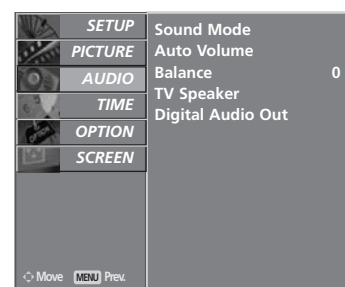 SETUP
PICTURE
AUDIO
TIME
OPTION
SCREEN
Move MENU Prev.
Sound Mode
Auto Volume
Balance 0
TV Speaker
Digital Audio Out